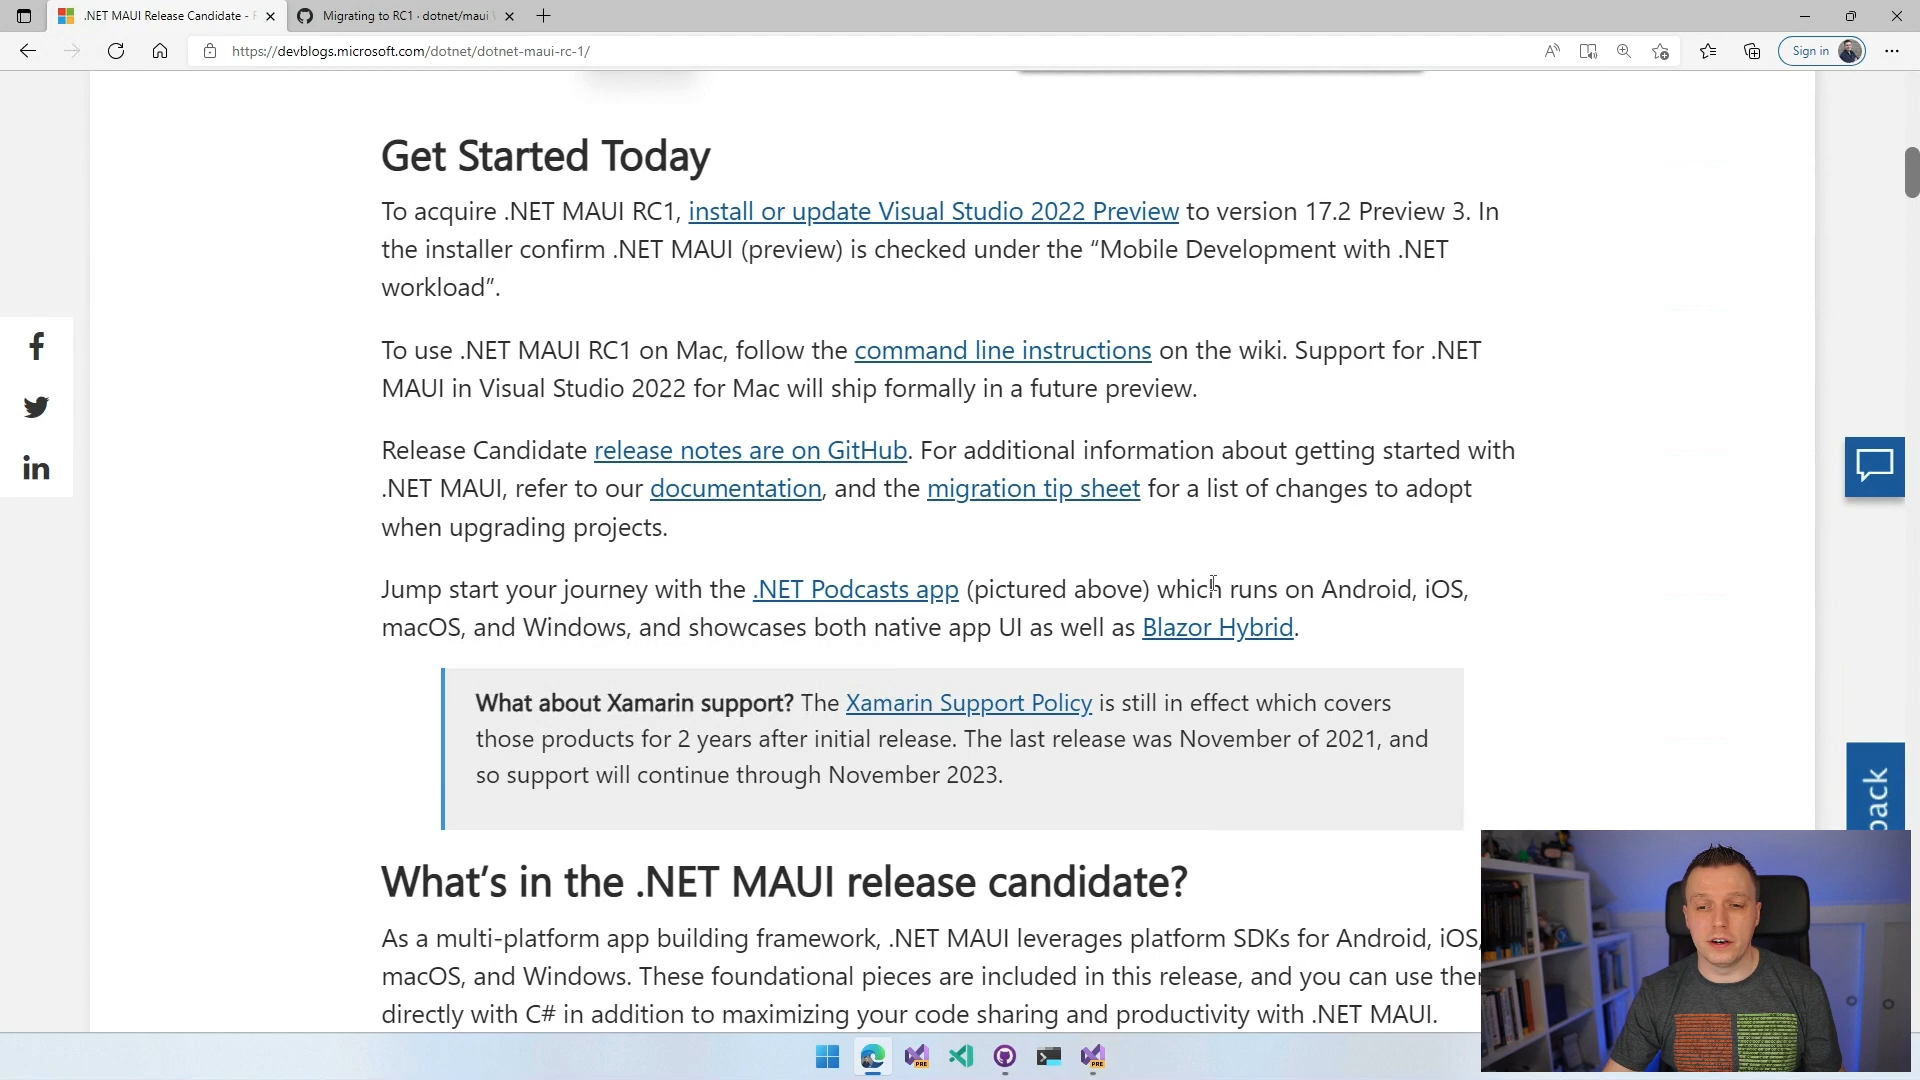 .NET MAUI Release Candidate -
Migrating to RC1 · dotnet/maui
https://devblogs.microsoft.com/dotnet/dotnet-maui-rc-1/
Sign in
Get Started Today
To acquire .NET MAUI RC1, install or update Visual Studio 2022 Preview to version 17.2 Preview 3. In
the installer confirm .NET MAUI (preview) is checked under the “Mobile Development with .NET
workload”.
To use .NET MAUI RC1 on Mac, follow the command line instructions on the wiki. Support for .NET
MAUI in Visual Studio 2022 for Mac will ship formally in a future preview.
Release Candidate release notes are on GitHub. For additional information about getting started with
.NET MAUI, refer to our documentation, and the migration tip sheet for a list of changes to adopt
when upgrading projects.
Jump start your journey with the .NET Podcasts app (pictured above) which runs on Android, iOS,
macOS, and Windows, and showcases both native app UI as well as Blazor Hybrid.
What about Xamarin support? The Xamarin Support Policy is still in effect which covers
those products for 2 years after initial release. The last release was November of 2021, and
so support will continue through November 2023.
back
What’s in the .NET MAUI release candidate?
As a multi-platform app building framework, .NET MAUI leverages platform SDKs for Android, iOS,
macOS, and Windows. These foundational pieces are included in this release, and you can use
directly with C# in addition to maximizing your code sharing and productivity with .NET MAUI.
PRE
PRE